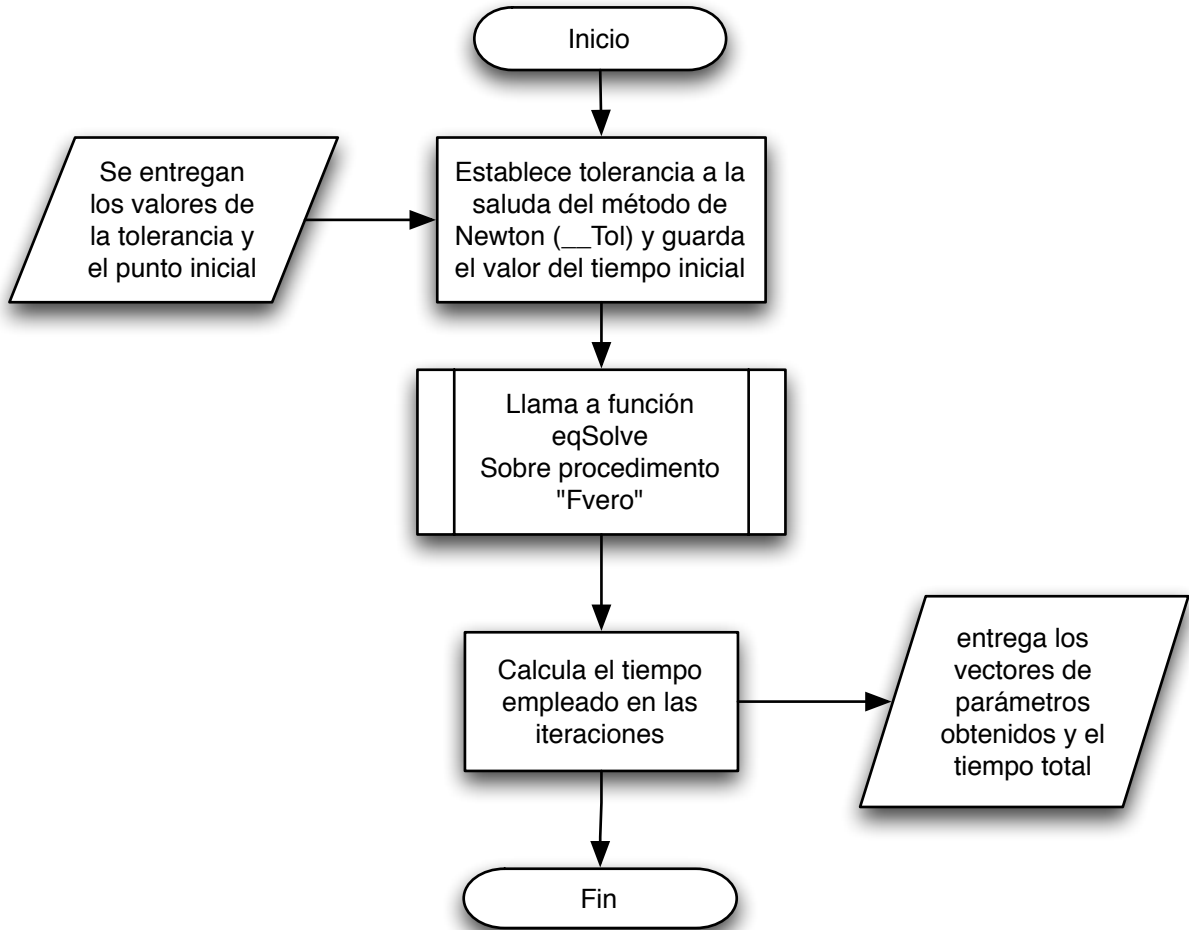 Inicio
Se entregan
los valores de
la tolerancia y
el punto inicial
Establece tolerancia a la
saluda del método de
Newton (__Tol) y guarda
el valor del tiempo inicial
Llama a función
eqSolve
Sobre procedimento
"Fvero"
Calcula el tiempo
empleado en las
iteraciones
entrega los
vectores de
parámetros
obtenidos y el
tiempo total
Fin